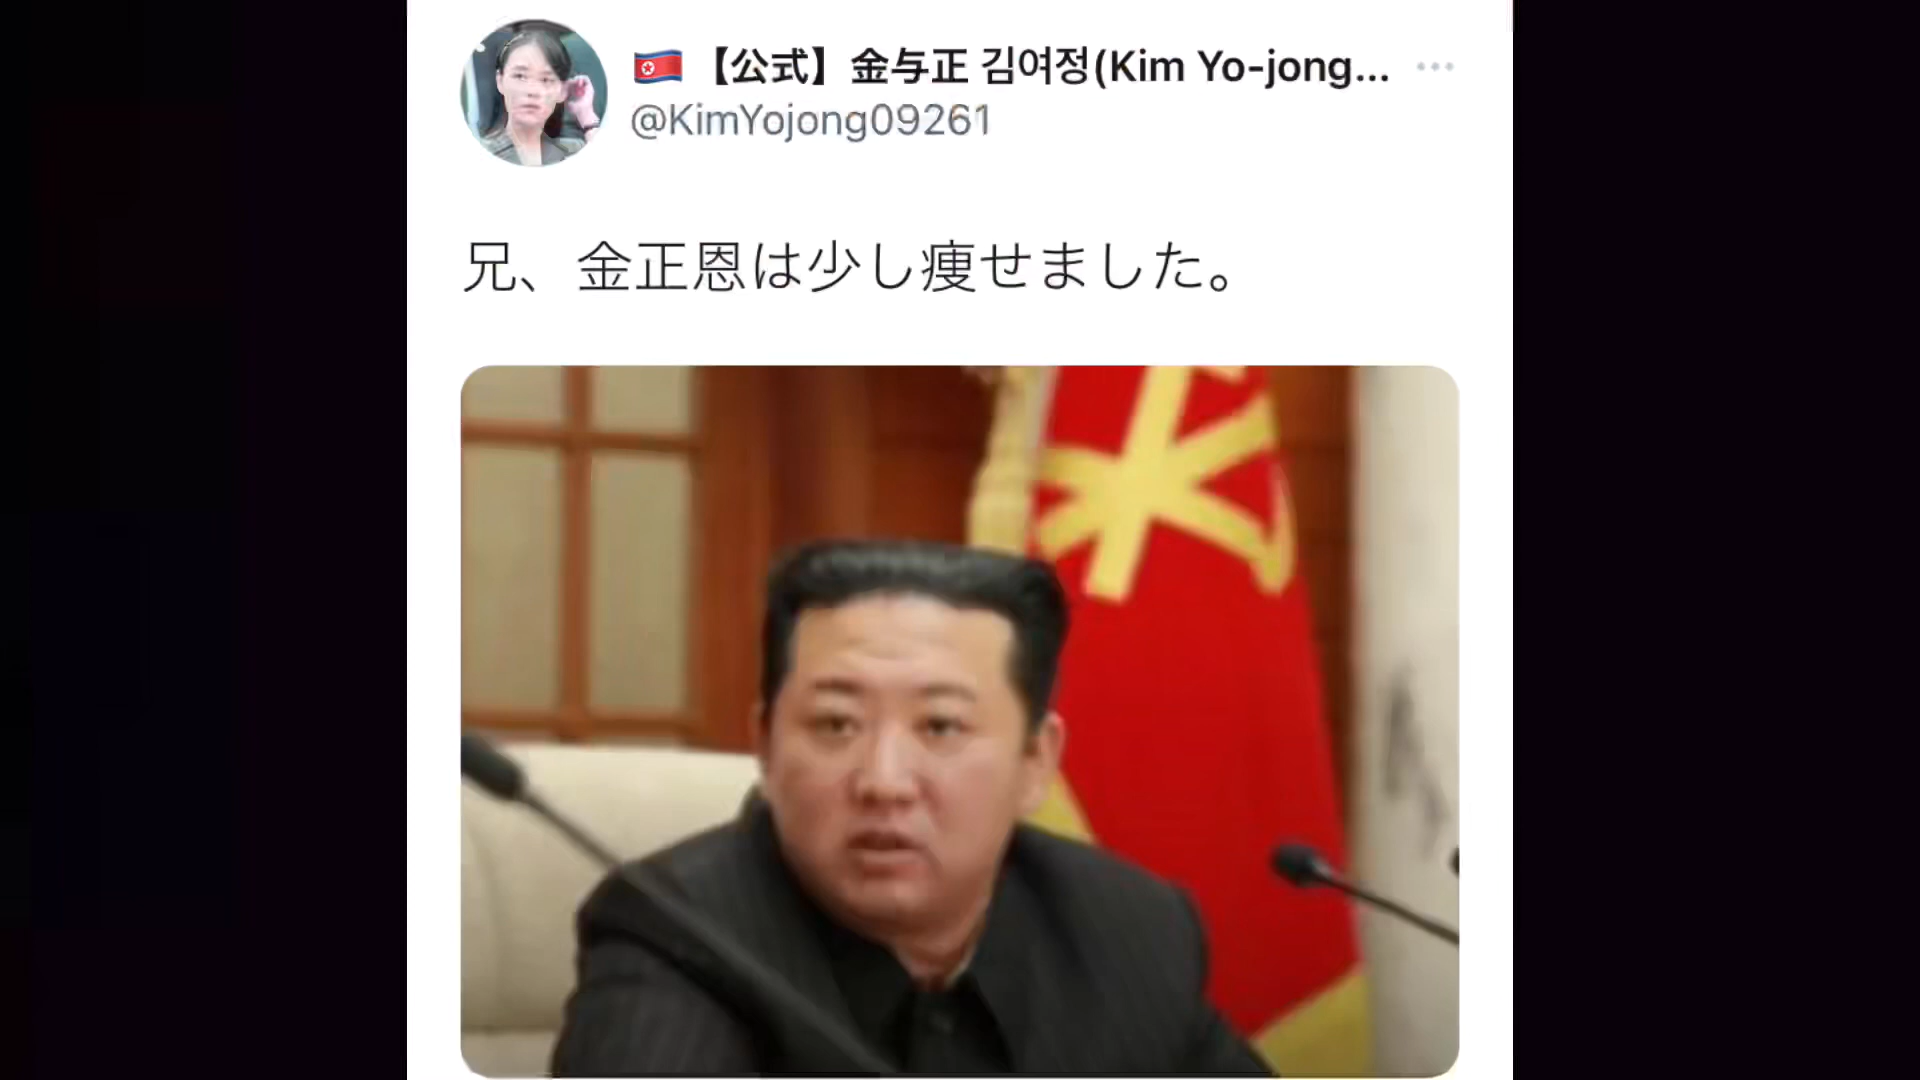 🇰🇵【公式】金与正 김여정(Kim Yo-jong...
@KimYojong09261
兄、金正恩は少し痩せました。